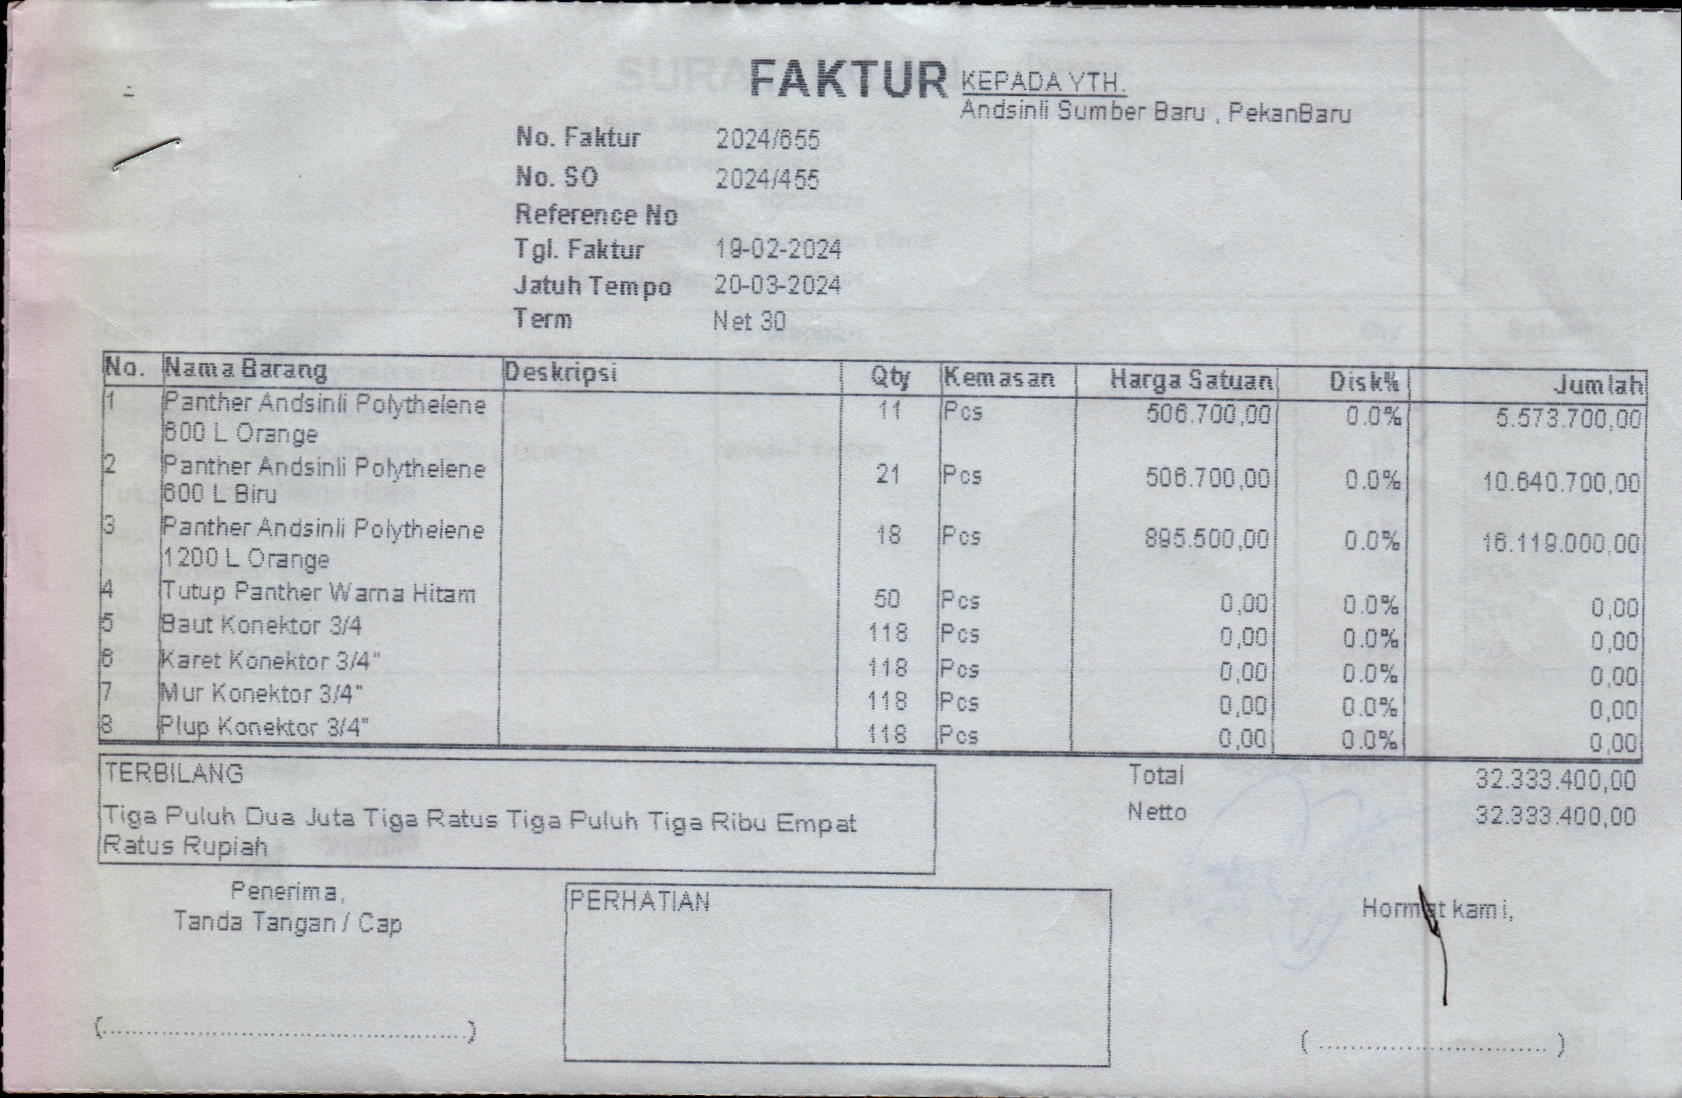 FAKTUR
KEPADA YTH.
Andsinli Sumber Baru , PekanBaru
No. Faktur 2024/655
No. SO 2024/455
Reference No
Tgl. Faktur 19-02-2024
Jatuh Tempo 20-03-2024
Term Net 30
No. Nama Barang Deskripsi Qty Kemasan Harga Satuan Disk% Jumlah
1 Panther Andsinli Polythelene 11 Pcs 506.700,00 0.0% 5.573.700,00
600 L Orange
2 Panther Andsinli Polythelene 21 Pcs 506.700,00 0.0% 10.640.700,00
600 L Biru
3 Panther Andsinli Polythelene 18 Pcs 895.500,00 0.0% 16.119.000,00
1200 L Orange
4 Tutup Panther Warna Hitam 50 Pcs 0,00 0.0% 0,00
5 Baut Konektor 3/4 118 Pcs 0,00 0.0% 0,00
6 Karet Konektor 3/4" 118 Pcs 0,00 0.0% 0,00
7 Mur Konektor 3/4" 118 Pcs 0,00 0.0% 0,00
8 Plup Konektor 3/4" 118 Pcs 0,00 0.0% 0,00
TERBILANG
Tiga Puluh Dua Juta Tiga Ratus Tiga Puluh Tiga Ribu Empat
Ratus Rupiah
Total 32.333.400,00
Netto 32.333.400,00
Penerima,
Tanda Tangan / Cap
PERHATIAN
Hormat kami,
(.............................................)
( ............................. )